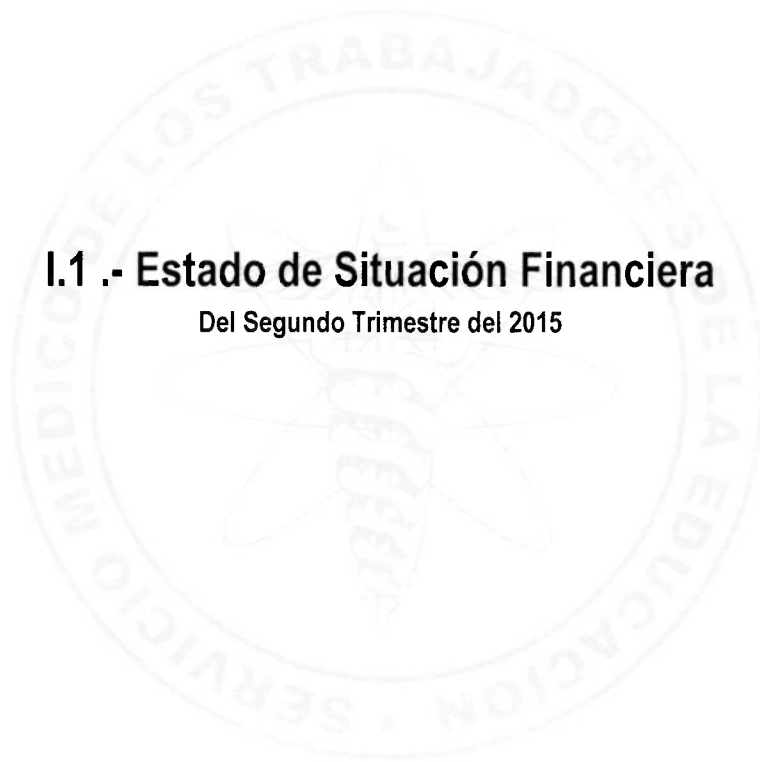 I.1 .- Estado de Situación Financiera
Del Segundo Trimestre del 2015
SERVICIO MEDICO DE LOS TRABAJADORES DE LA EDUCACION